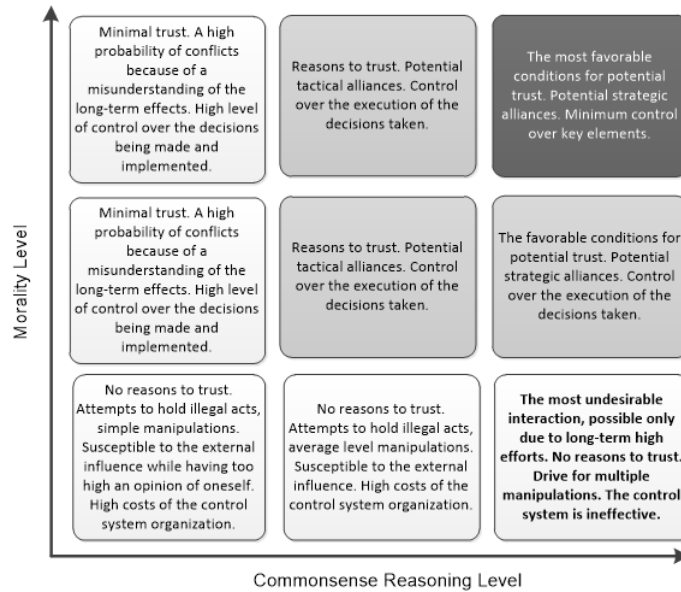 Minimal trust. A high
probability of conflicts
because of a
misunderstanding of the
long-term effects. High level
of control over the decisions
being made and
implemented.
Reasons to trust. Potential
tactical alliances. Control
over the execution of the
decisions taken.
The most favorable
conditions for potential
trust. Potential strategic
alliances. Minimum control
over key elements.
Minimal trust. A high
probability of conflicts
because of a
misunderstanding of the
long-term effects. High level
of control over the decisions
being made and
implemented.
Reasons to trust. Potential
tactical alliances. Control
over the execution of the
decisions taken.
The favorable conditions for
potential trust. Potential
strategic alliances. Control
over the execution of the
decisions taken.
No reasons to trust.
Attempts to hold illegal acts,
simple manipulations.
Susceptible to the external
influence while having too
high an opinion of oneself.
High costs of the control
system organization.
No reasons to trust.
Attempts to hold illegal acts,
average level manipulations.
Susceptible to the external
influence. High costs of the
control system organization.
The most undesirable
interaction, possible only
due to long-term high
efforts. No reasons to trust.
Drive for multiple
manipulations. The control
system is ineffective.
Morality Level
Commonsense Reasoning Level